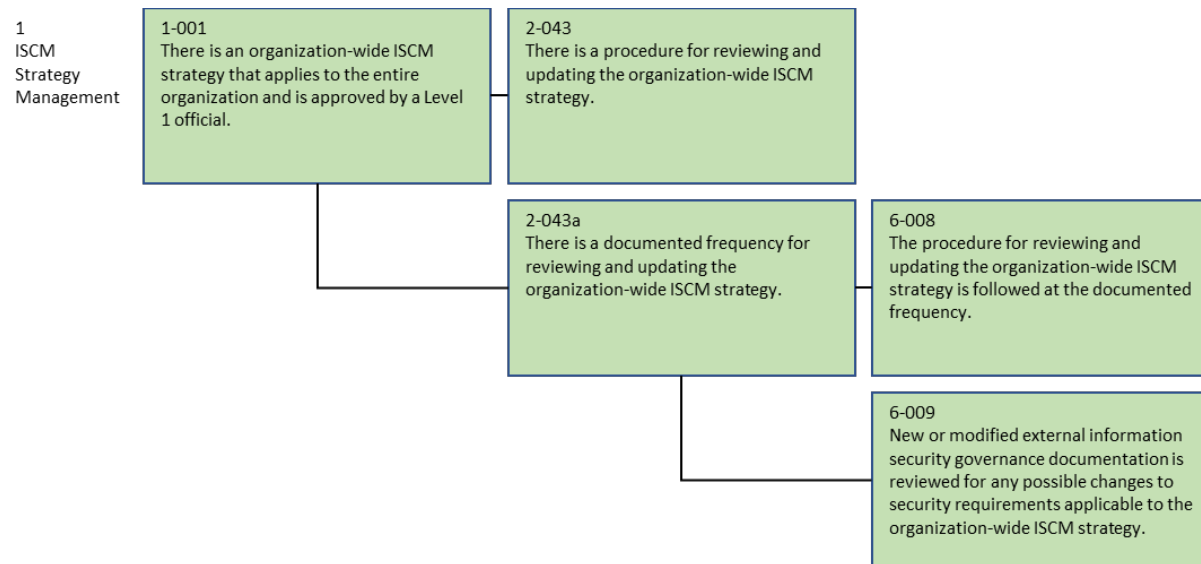 1
ISCM
Strategy
Management
1-001
There is an organization-wide ISCM
strategy that applies to the entire
organization and is approved by a Level
1 official.
2-043
There is a procedure for reviewing and
updating the organization-wide ISCM
strategy.
2-043a
There is a documented frequency for
reviewing and updating the
organization-wide ISCM strategy.
6-008
The procedure for reviewing and
updating the organization-wide ISCM
strategy is followed at the documented
frequency.
6-009
New or modified external information
security governance documentation is
reviewed for any possible changes to
security requirements applicable to the
organization-wide ISCM strategy.